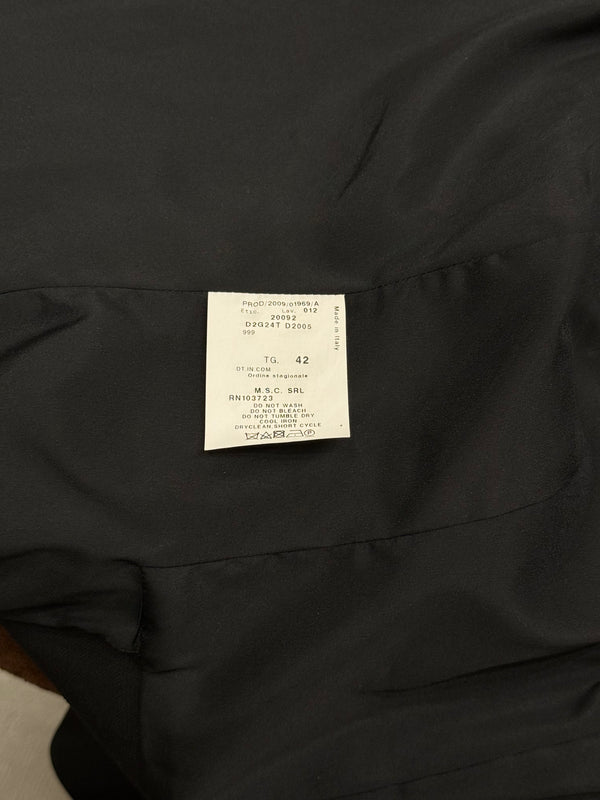 PROD/2009/01969/A
Etic. Lav. 012
20092
D2G24T D2005
999
Made in Italy
TG. 42
DT.IN.COM
Ordine stagionale
M.S.C. SRL
RN103723
DO NOT WASH
DO NOT BLEACH
DO NOT TUMBLE DRY
COOL IRON
DRYCLEAN,SHORT CYCLE
P